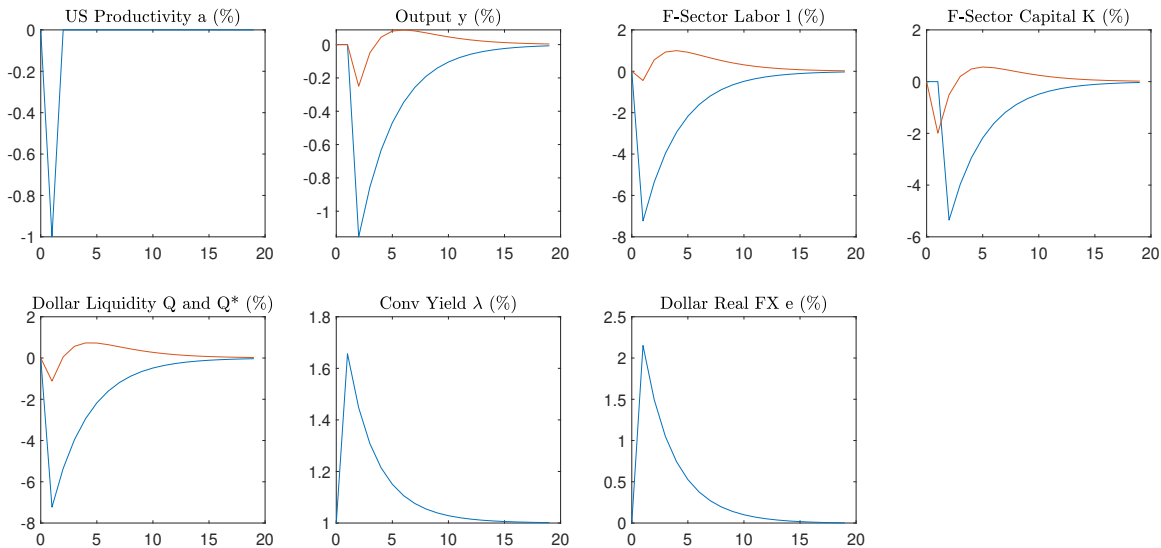 US Productivity a (%)
0
-0.2
-0.4
-0.6
-0.8
-1
0 5 10 15 20
Output y (%)
0
-0.2
-0.4
-0.6
-0.8
-1
0 5 10 15 20
F-Sector Labor l (%)
2
0
-2
-4
-6
-8
0 5 10 15 20
F-Sector Capital K (%)
2
0
-2
-4
-6
0 5 10 15 20
Dollar Liquidity Q and Q* (%)
2
0
-2
-4
-6
-8
0 5 10 15 20
Conv Yield λ (%)
1.8
1.6
1.4
1.2
1
0 5 10 15 20
Dollar Real FX e (%)
2.5
2
1.5
1
0.5
0
0 5 10 15 20